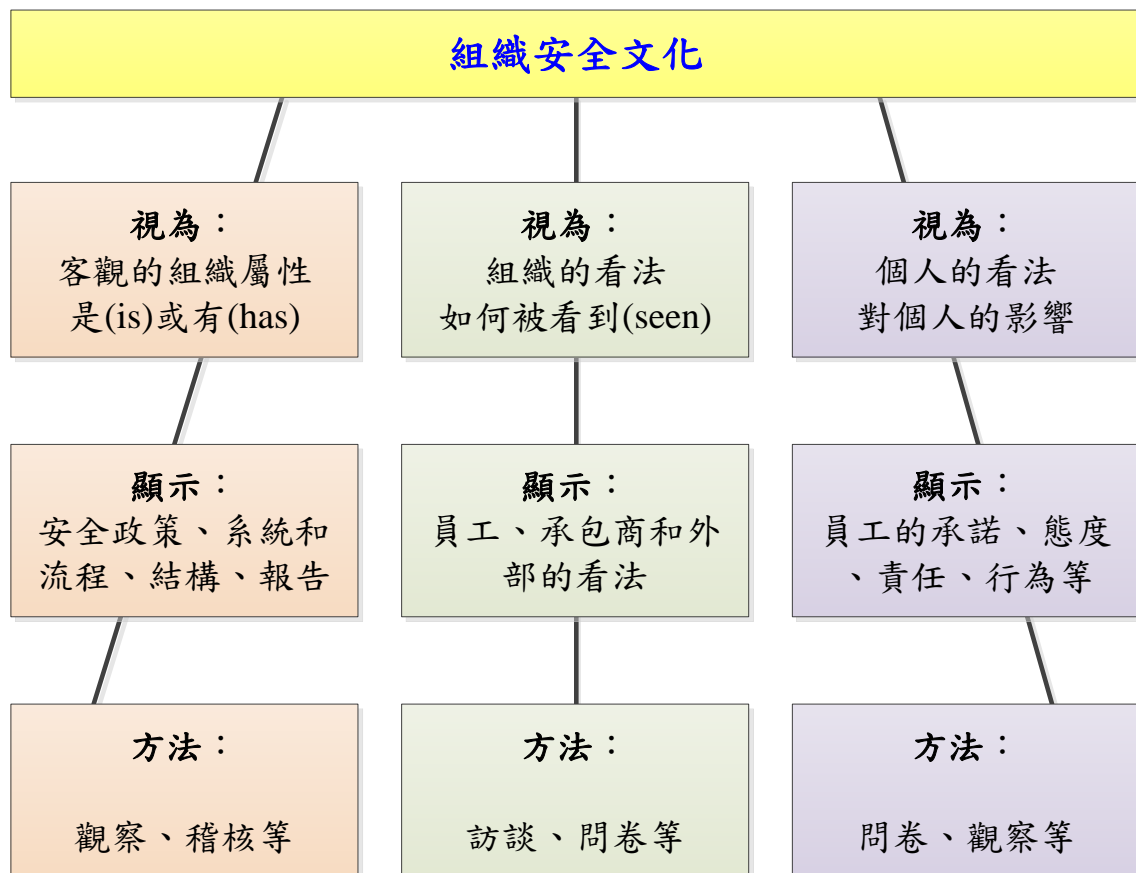 組織安全文化
視為：
客觀的組織屬性
是(is)或有(has)
視為：
組織的看法
如何被看到(seen)
視為：
個人的看法
對個人的影響
顯示：
安全政策、系統和
流程、結構、報告
顯示：
員工、承包商和外
部的看法
顯示：
員工的承諾、態度
、責任、行為等
方法：
觀察、稽核等
方法：
訪談、問卷等
方法：
問卷、觀察等